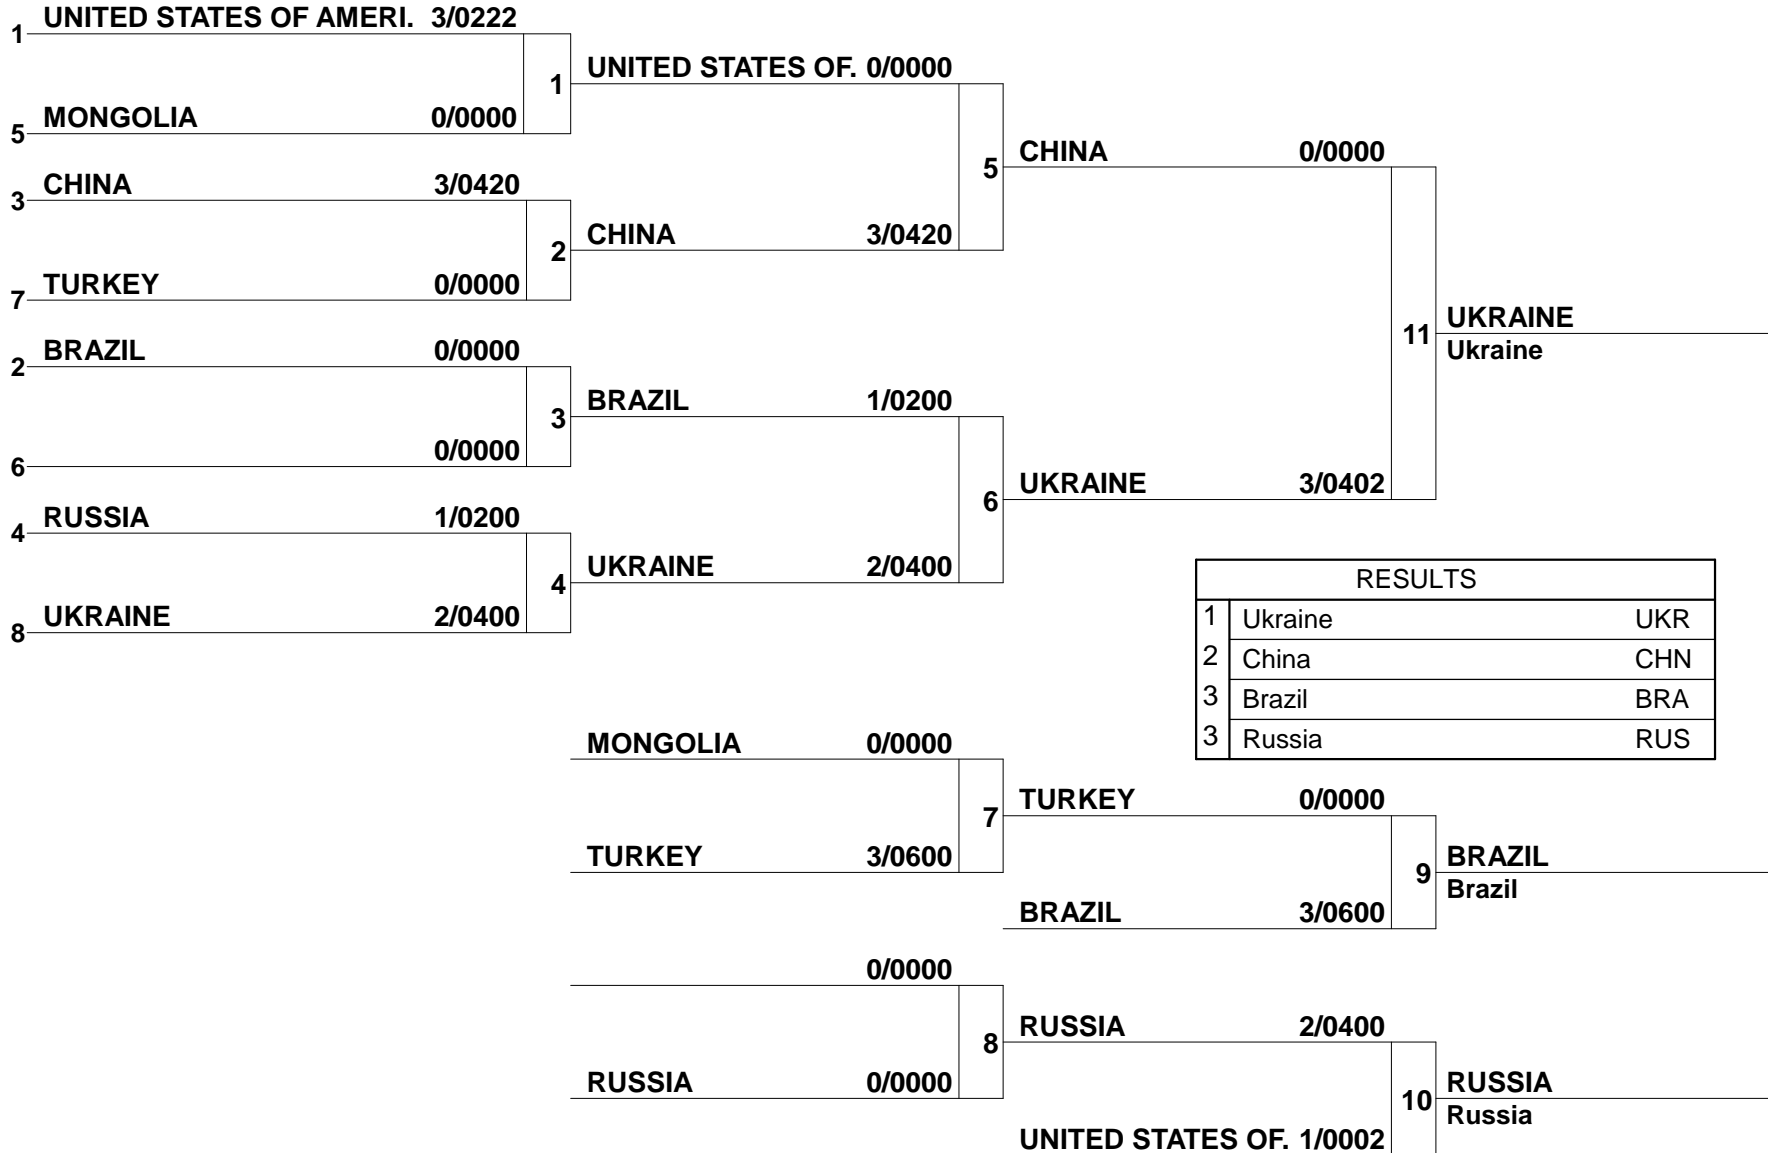 UNITED STATES OF AMERI. 3/0222
1
UNITED STATES OF. 0/0000
1
MONGOLIA 0/0000
5
CHINA 0/0000
5
CHINA 3/0420
3
CHINA 3/0420
2
TURKEY 0/0000
7
UKRAINE
11
Ukraine
BRAZIL 0/0000
2
BRAZIL 1/0200
3
0/0000
6
UKRAINE 3/0402
6
RUSSIA 1/0200
4
UKRAINE 2/0400
4
UKRAINE 2/0400
8
RESULTS
1 Ukraine UKR
2 China CHN
3 Brazil BRA
3 Russia RUS
MONGOLIA 0/0000
TURKEY 0/0000
7
TURKEY 3/0600
BRAZIL
9
Brazil
BRAZIL 3/0600
0/0000
RUSSIA 2/0400
8
RUSSIA 0/0000
RUSSIA
10
Russia
UNITED STATES OF. 1/0002